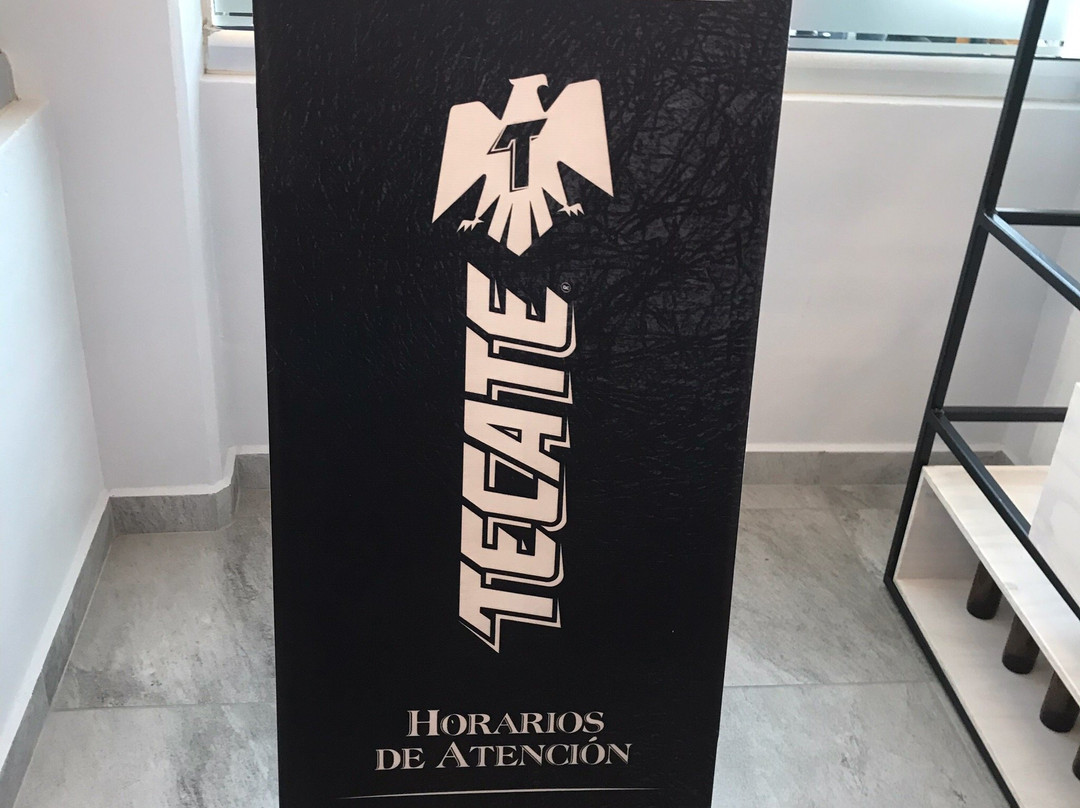 T
TECATE®
HORARIOS
DE ATENCIÓN